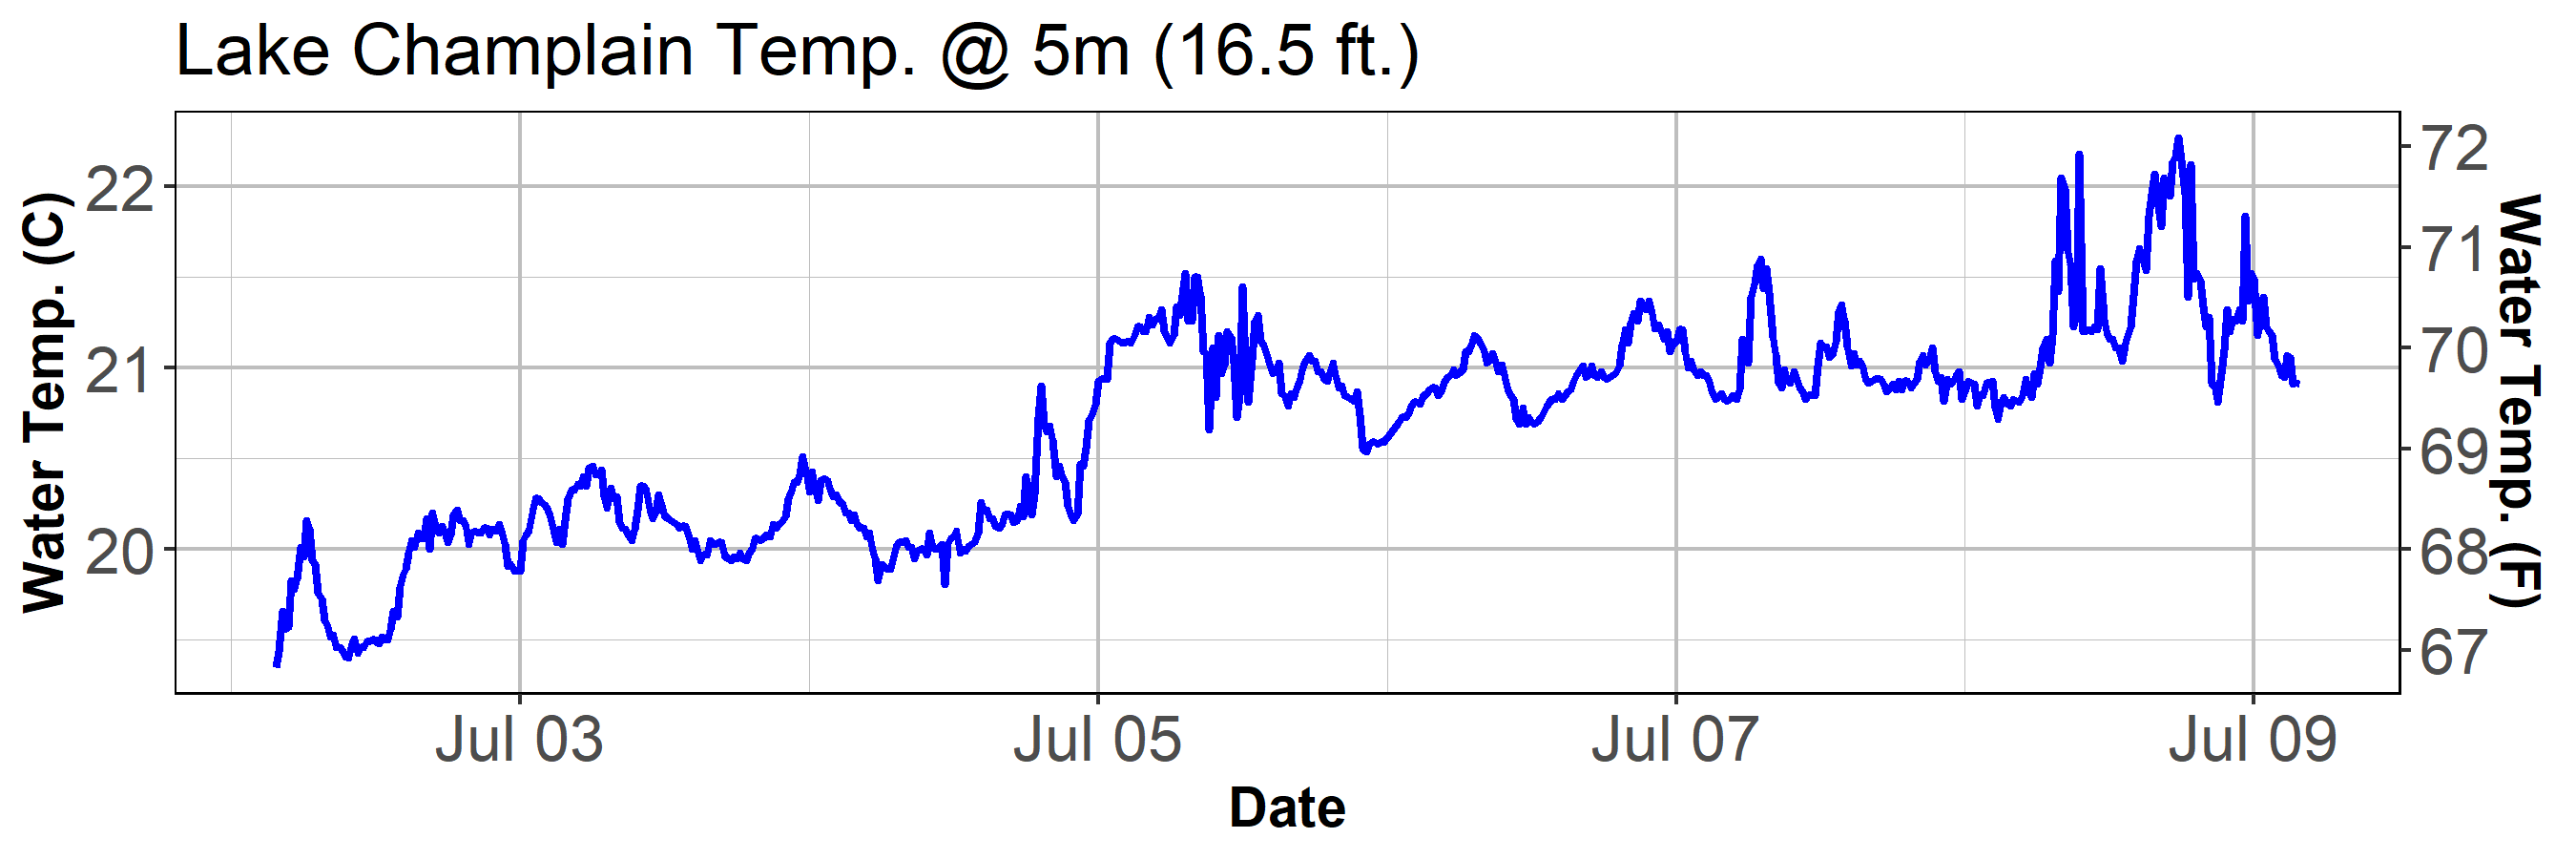 Lake Champlain Temp. @ 5m (16.5 ft.)
Water Temp. (C)
22
21
20
72
71
70
69
68
67
Water Temp. (F)
Jul 03
Jul 05
Jul 07
Jul 09
Date